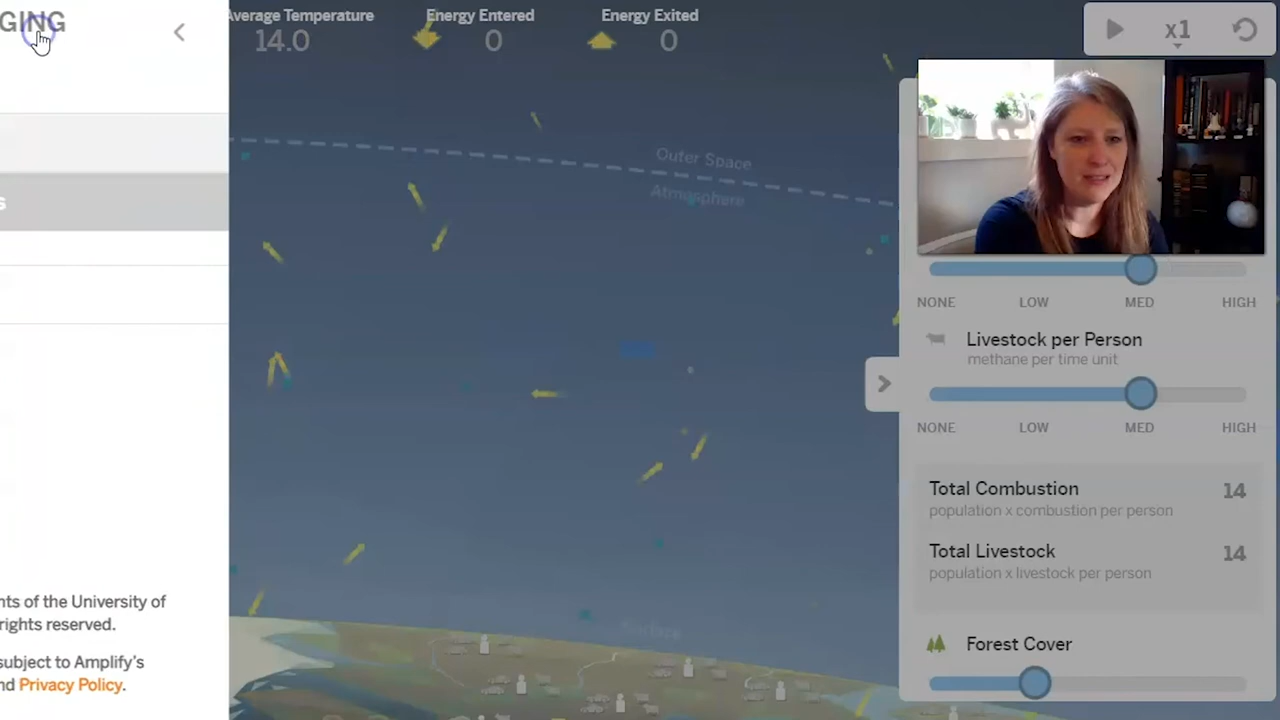 GING
Average Temperature
14.0
Energy Entered
0
Energy Exited
0
x1
Outer Space
Atmosphere
s
NONE LOW MED HIGH
Livestock per Person
methane per time unit
NONE LOW MED HIGH
Total Combustion 14
population x combustion per person
Total Livestock 14
population x livestock per person
Surface
Forest Cover
nts of the University of
rights reserved.
subject to Amplify's
nd Privacy Policy.